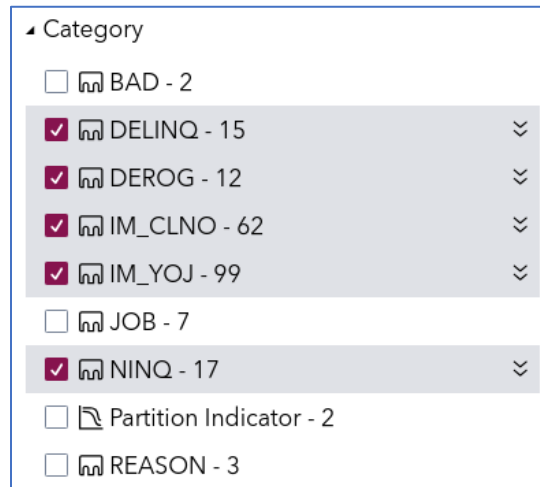 Category
BAD - 2
DELINQ - 15
DEROG - 12
IM_CLNO - 62
IM_YOJ - 99
JOB - 7
NINQ - 17
Partition Indicator - 2
REASON - 3